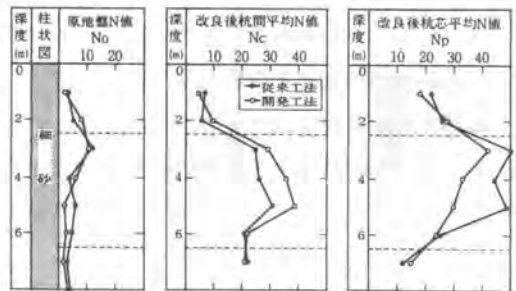 深度(m)
柱状図
原地盤N値
No
10 20
0
2
4
6
細
砂
深度(m)
改良後杭間平均N値
Nc
10 20 30 40
0
2
4
6
従来工法
開発工法
深度(m)
改良後杭芯平均N値
Np
10 20 30 40
0
2
4
6